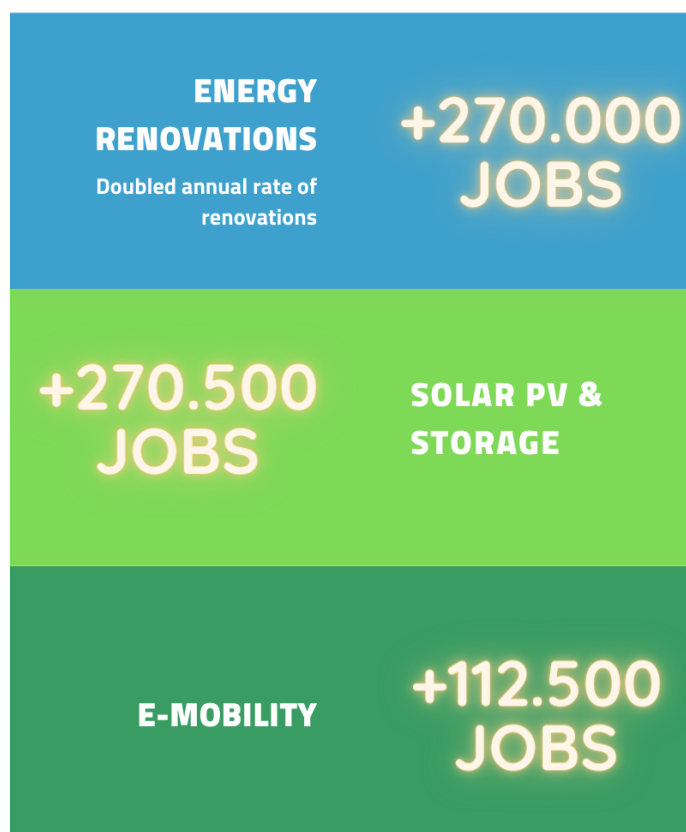 ENERGY
RENOVATIONS
Doubled annual rate of
renovations
+270.000
JOBS
+270.500
JOBS
SOLAR PV &
STORAGE
E-MOBILITY
+112.500
JOBS